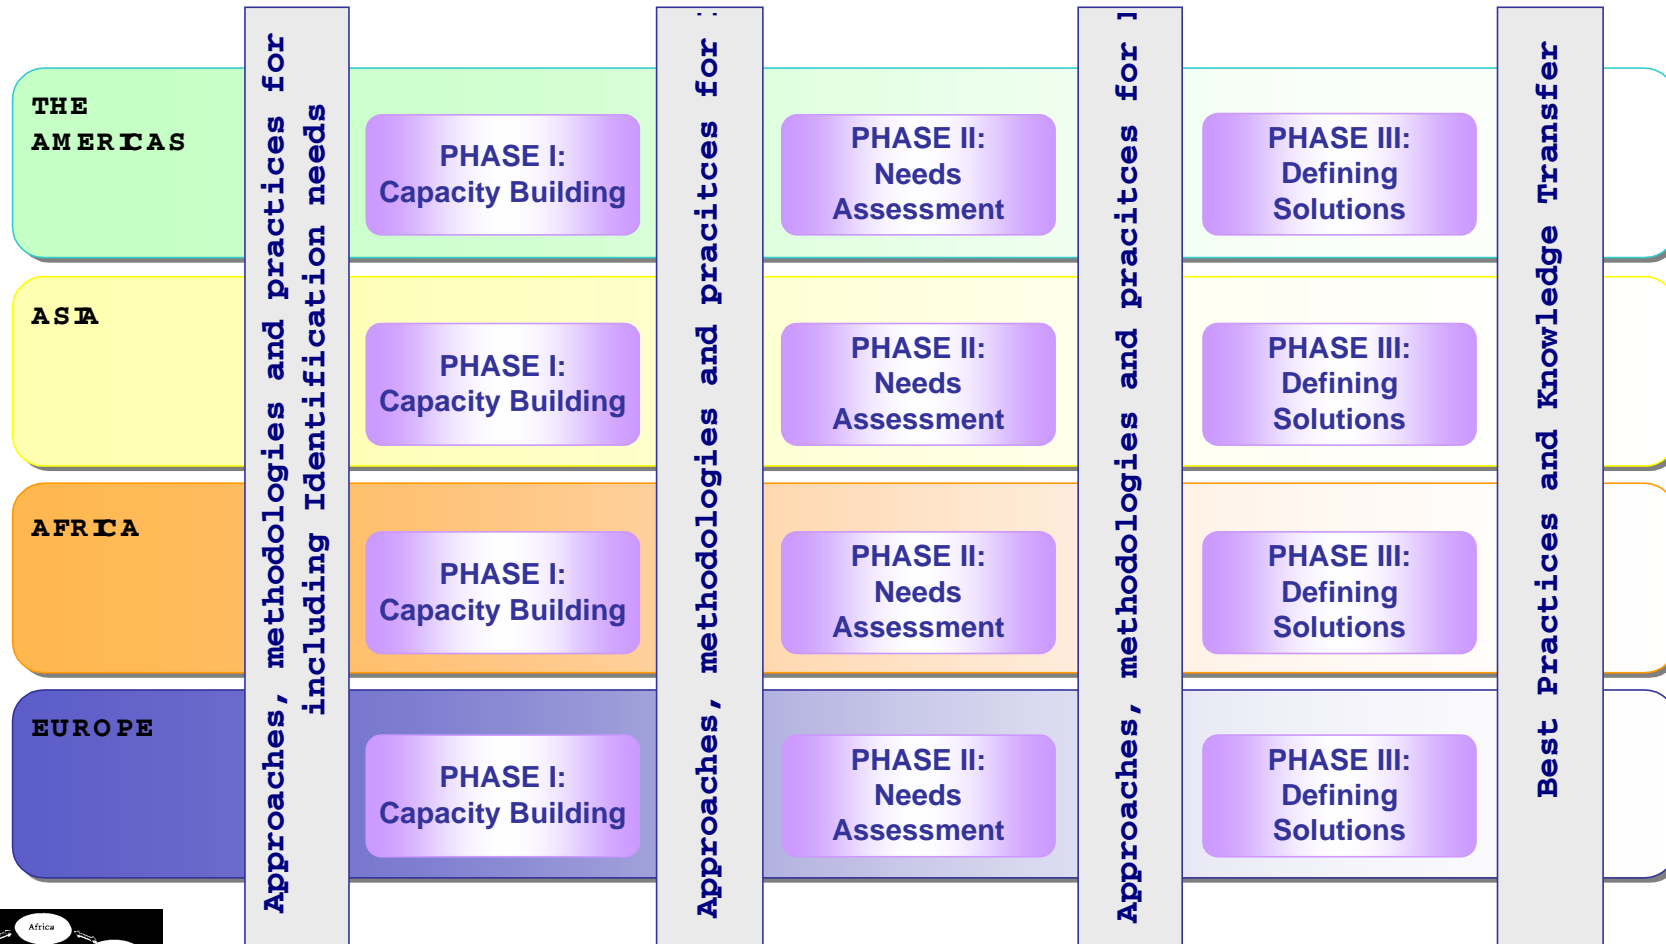 THE
AMERICAS
Approaches, methodologies and practices for
including Identification needs
PHASE I:
Capacity Building
Approaches, methodologies and pracitces for
PHASE II:
Needs
Assessment
Approaches, methodologies and pracitces for
PHASE III:
Defining
Solutions
Best Practices and Knowledge Transfer
ASIA
PHASE I:
Capacity Building
PHASE II:
Needs
Assessment
PHASE III:
Defining
Solutions
AFRICA
PHASE I:
Capacity Building
PHASE II:
Needs
Assessment
PHASE III:
Defining
Solutions
EUROPE
PHASE I:
Capacity Building
PHASE II:
Needs
Assessment
PHASE III:
Defining
Solutions
Africa